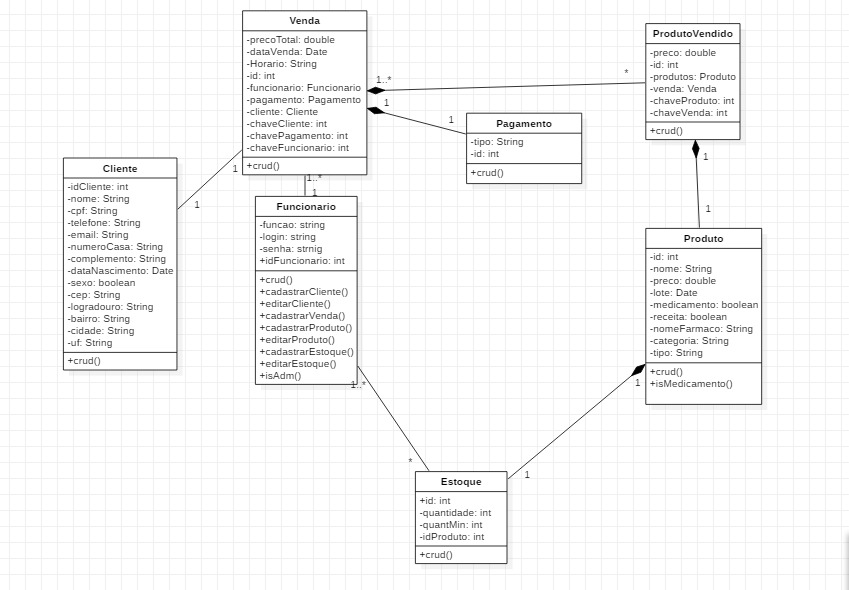 Venda
-precoTotal: double
-dataVenda: Date
-Horario: String
-id: int
-funcionario: Funcionario
-pagamento: Pagamento
-cliente: Cliente
-chaveCliente: int
-chavePagamento: int
-chaveFuncionario: int
+crud()
1..*
*
1
1
ProdutoVendido
-preco: double
-id: int
-produtos: Produto
-venda: Venda
-chaveProduto: int
-chaveVenda: int
+crud()
1
1
Pagamento
-tipo: String
-id: int
+crud()
Cliente
-idCliente: int
-nome: String
-cpf: String
-telefone: String
-email: String
-numeroCasa: String
-complemento: String
-dataNascimento: Date
-sexo: boolean
-cep: String
-logradouro: String
-bairro: String
-cidade: String
-uf: String
+crud()
1
1
1..*
1
Funcionario
-funcao: string
-login: string
-senha: strnig
+idFuncionario: int
+crud()
+cadastrarCliente()
+editarCliente()
+cadastrarVenda()
+cadastrarProduto()
+editarProduto()
+cadastrarEstoque()
+editarEstoque()
+isAdm()
1..*
*
Produto
-id: int
-nome: String
-preco: double
-lote: Date
-medicamento: boolean
-receita: boolean
-nomeFarmaco: String
-categoria: String
-tipo: String
+crud()
+isMedicamento()
1
1
Estoque
+id: int
-quantidade: int
-quantMin: int
-idProduto: int
+crud()